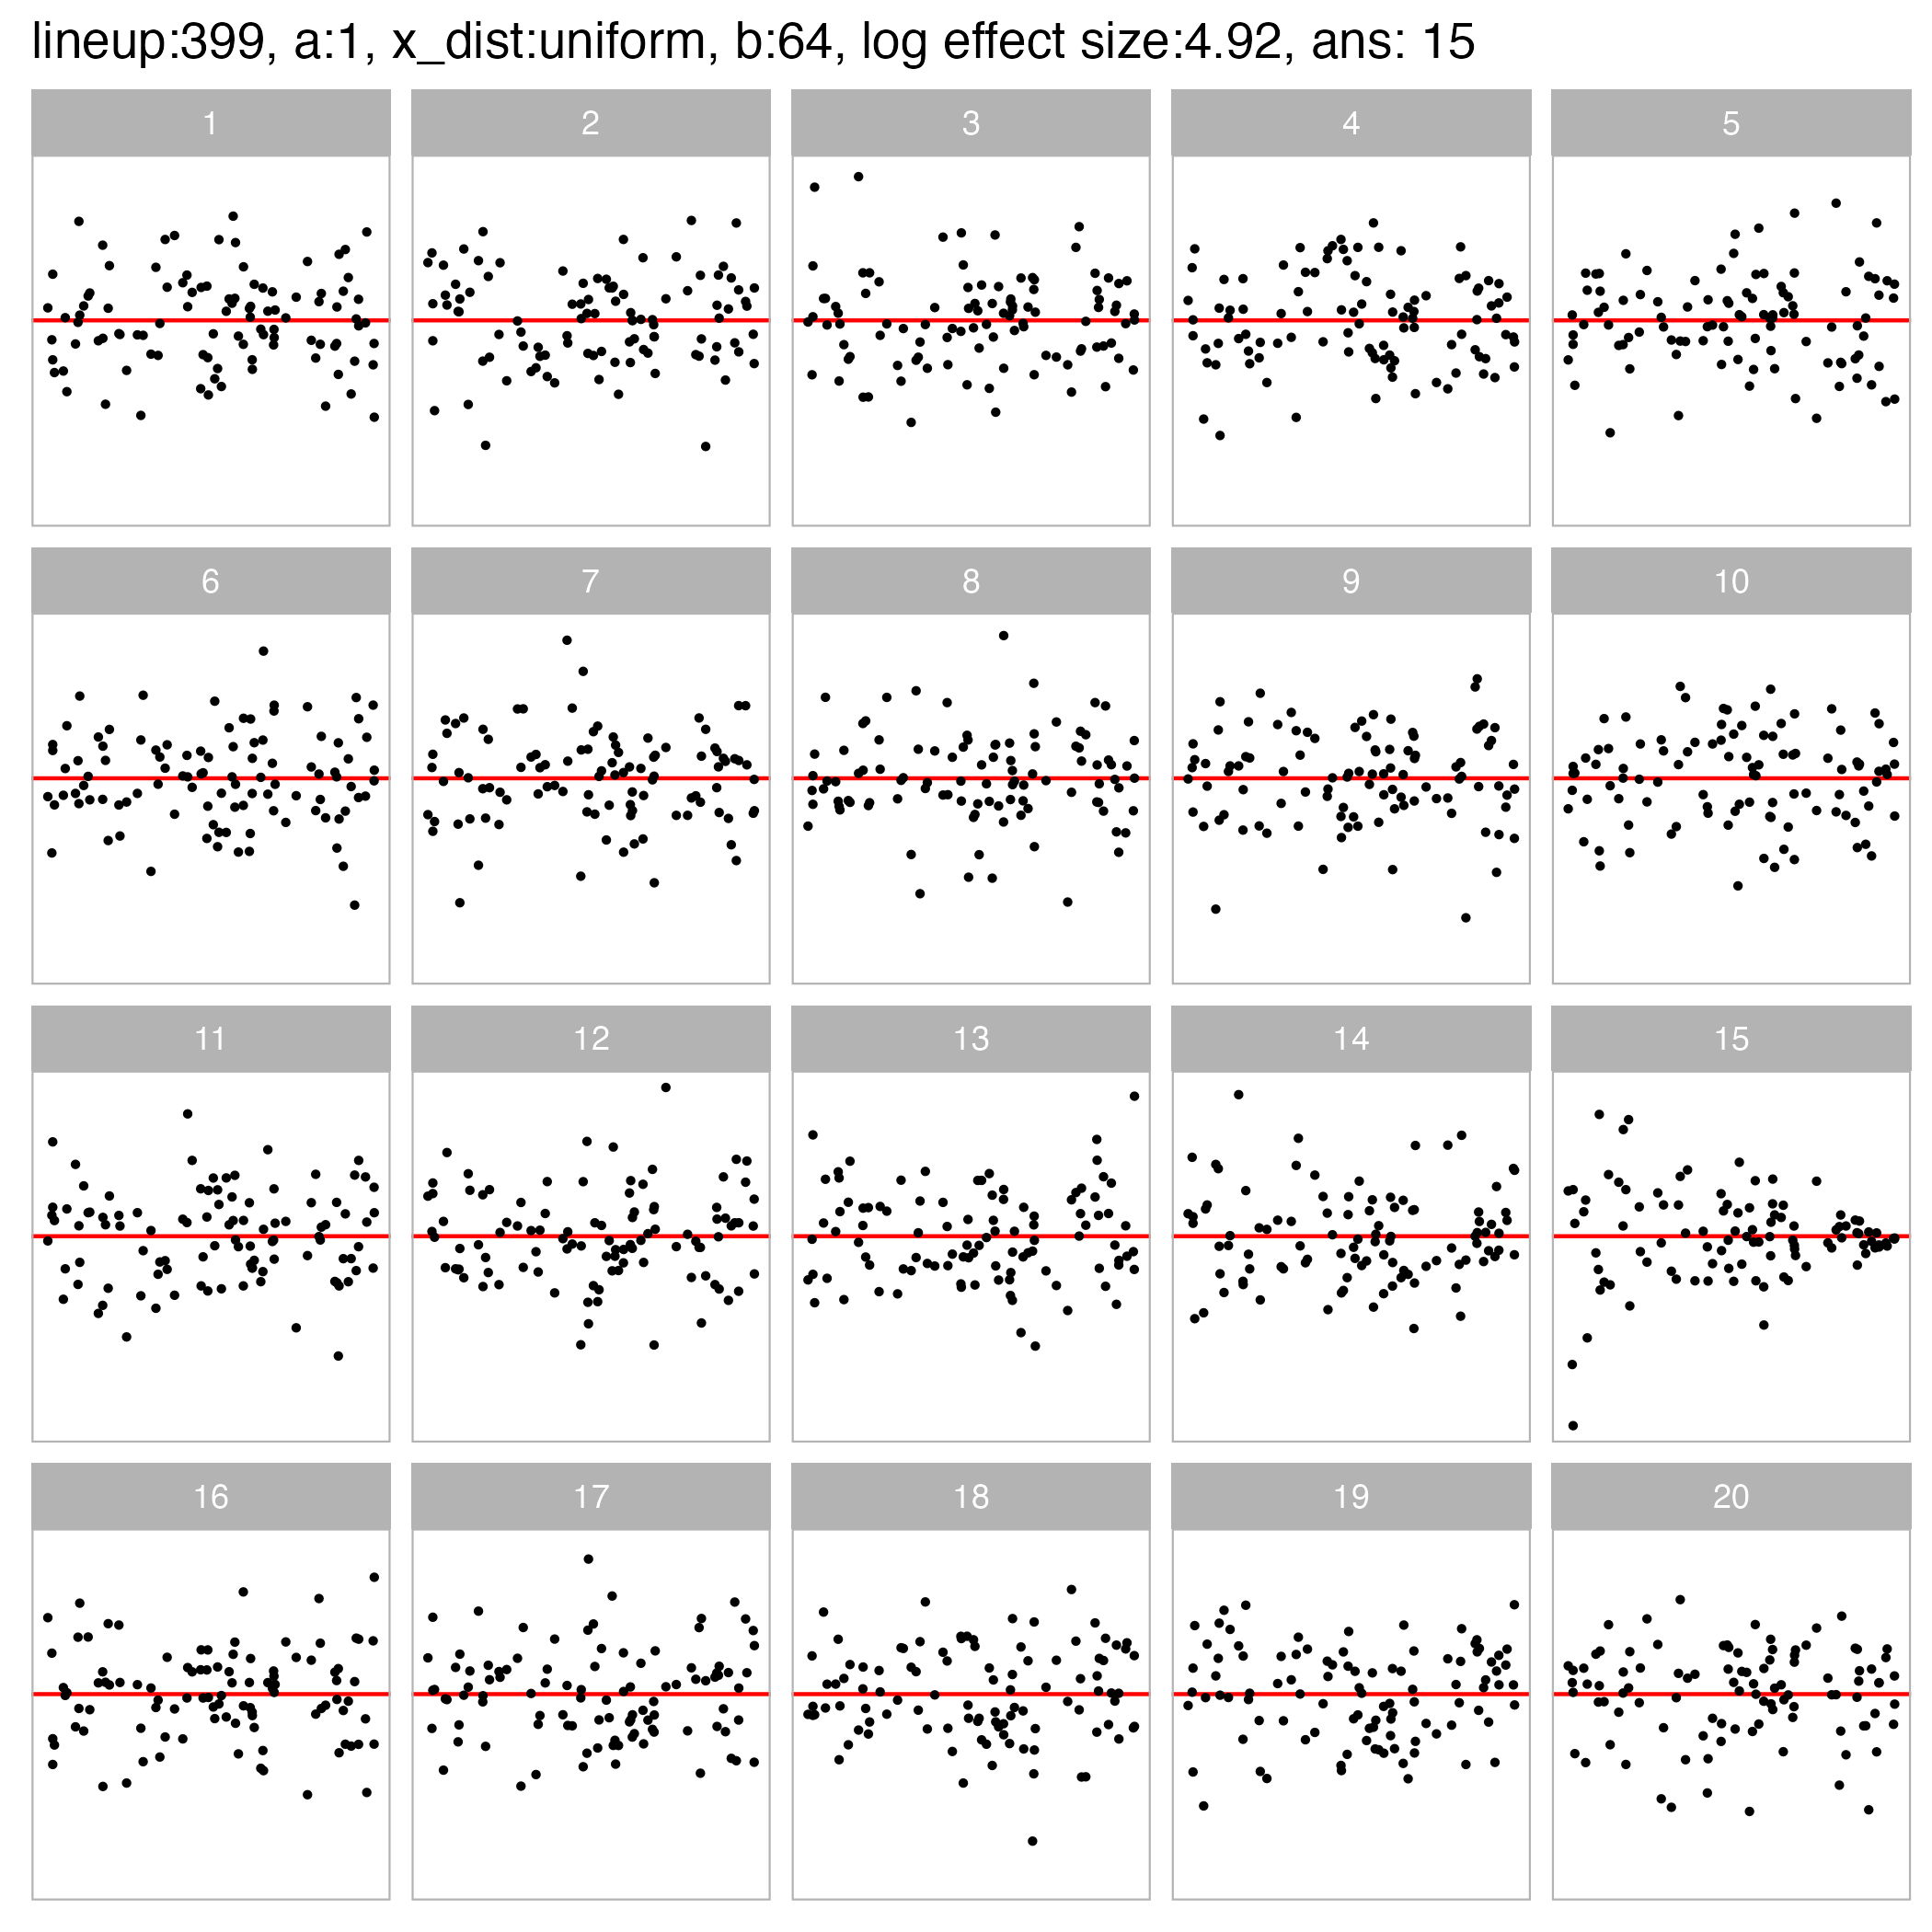 lineup:399, a:1, x_dist:uniform, b:64, log effect size:4.92, ans: 15
1 2 3 4 5
6 7 8 9 10
11 12 13 14 15
16 17 18 19 20